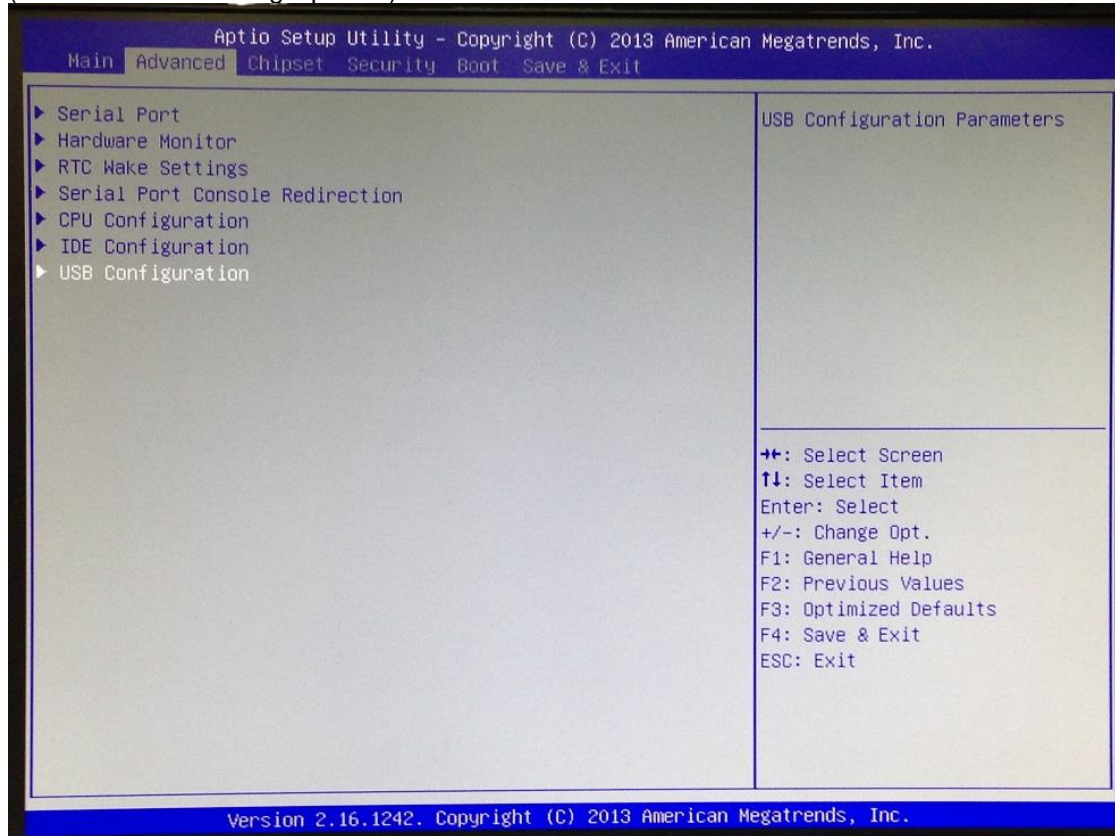 Aptio Setup Utility – Copyright (C) 2013 American Megatrends, Inc.
Main Advanced Chipset Security Boot Save & Exit
▶ Serial Port
▶ Hardware Monitor
▶ RTC Wake Settings
▶ Serial Port Console Redirection
▶ CPU Configuration
▶ IDE Configuration
▶ USB Configuration
USB Configuration Parameters
→←: Select Screen
↑↓: Select Item
Enter: Select
+/-: Change Opt.
F1: General Help
F2: Previous Values
F3: Optimized Defaults
F4: Save & Exit
ESC: Exit
Version 2.16.1242. Copyright (C) 2013 American Megatrends, Inc.